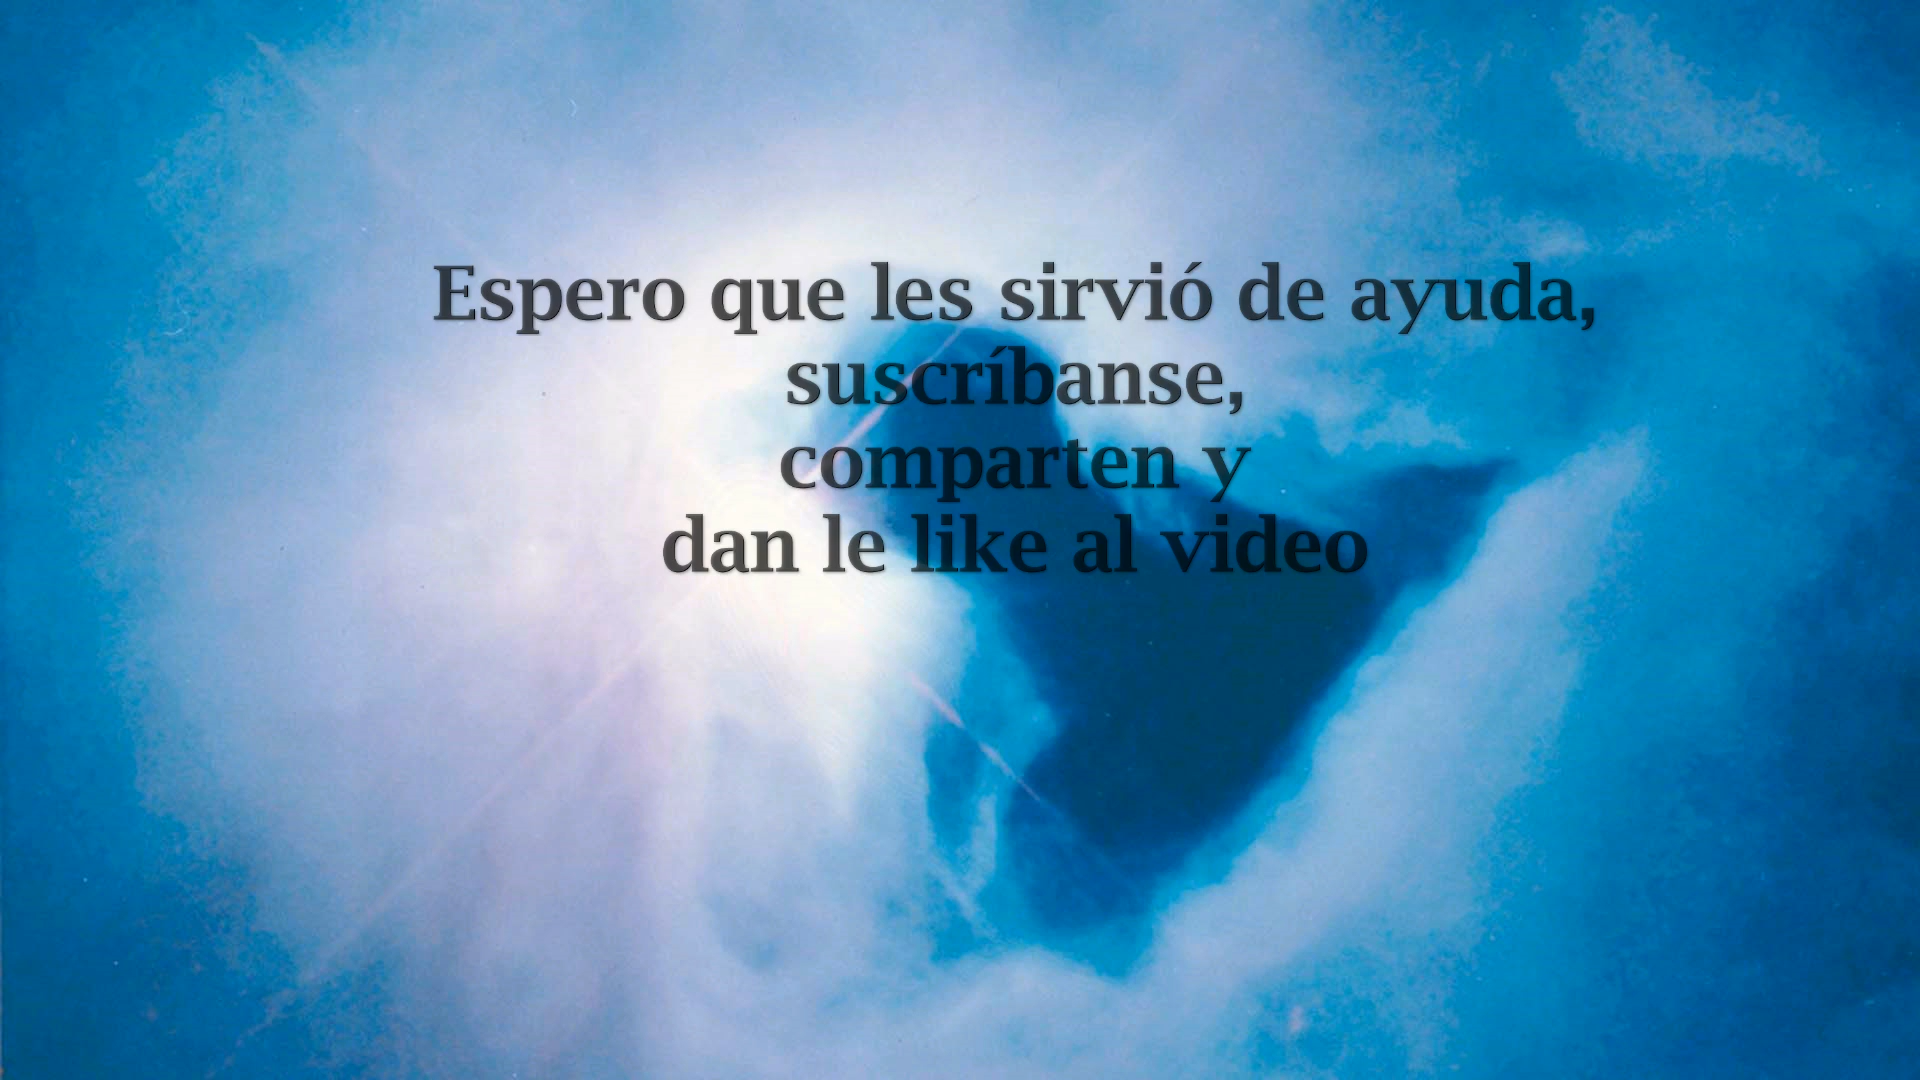 Espero que les sirvió de ayuda,
suscríbanse,
comparten y
dan le like al video